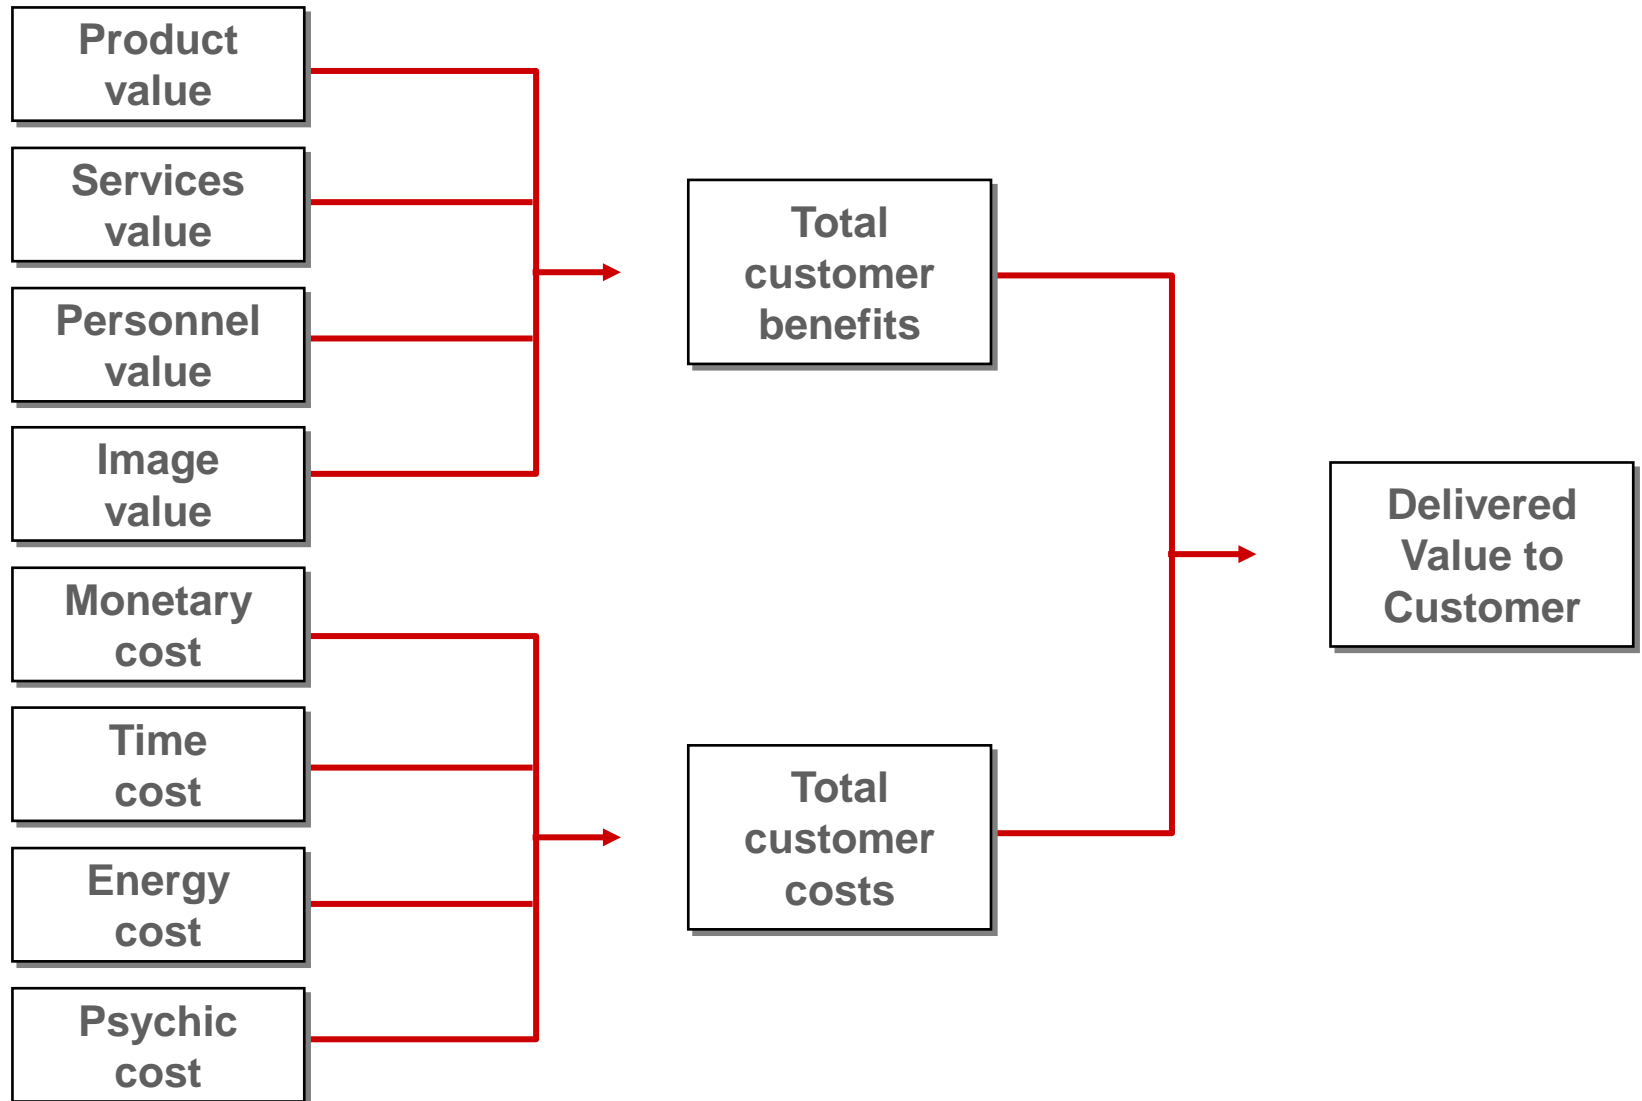 Product
value
Services
value
Personnel
value
Image
value
Monetary
cost
Time
cost
Energy
cost
Psychic
cost
Total
customer
benefits
Total
customer
costs
Delivered
Value to
Customer